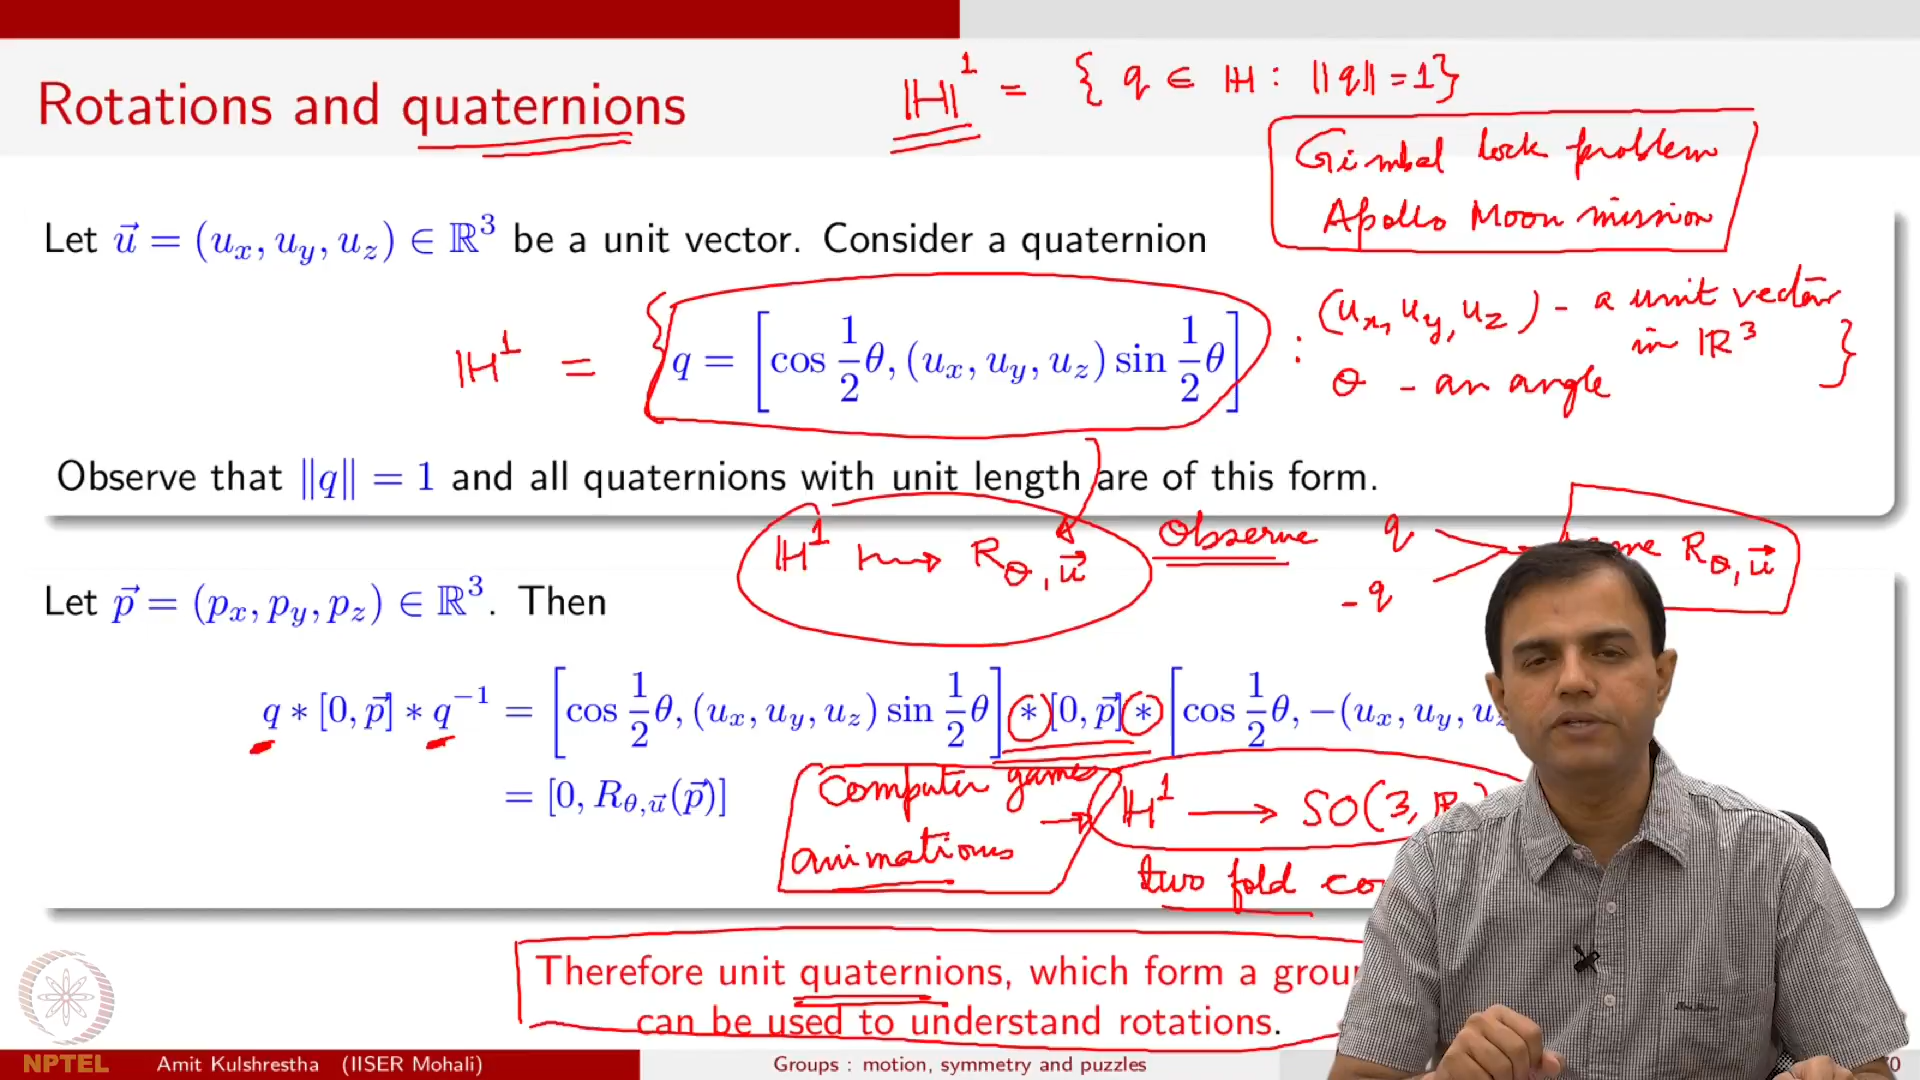 Rotations and quaternions
ℍ¹ = { q ∈ ℍ : ‖q‖ = 1}
Gimbal lock problem
Apollo Moon mission
Let u⃗ = (uₓ, u_y, u_z) ∈ ℝ³ be a unit vector. Consider a quaternion
ℍ¹ = { q = [cos ½θ, (uₓ, u_y, u_z) sin ½θ] : (uₓ, u_y, u_z) - a unit vector
in ℝ³
θ - an angle }
Observe that ‖q‖ = 1 and all quaternions with unit length are of this form.
ℍ¹ ⟼ R_θ, u⃗
Observe q
-q
R_θ, u⃗
Let p⃗ = (pₓ, p_y, p_z) ∈ ℝ³. Then
q ∗ [0, p⃗] ∗ q⁻¹ = [cos ½θ, (uₓ, u_y, u_z) sin ½θ] ∗ [0, p⃗] ∗ [cos ½θ, −(uₓ, u_y, u
= [0, R_θ,u⃗(p⃗)]
Computer games
animations
ℍ¹ → SO(3, ℝ)
two fold
Therefore unit quaternions, which form a
can be used to understand rotations.
NPTEL
Amit Kulshrestha (IISER Mohali)
Groups : motion, symmetry and puzzles